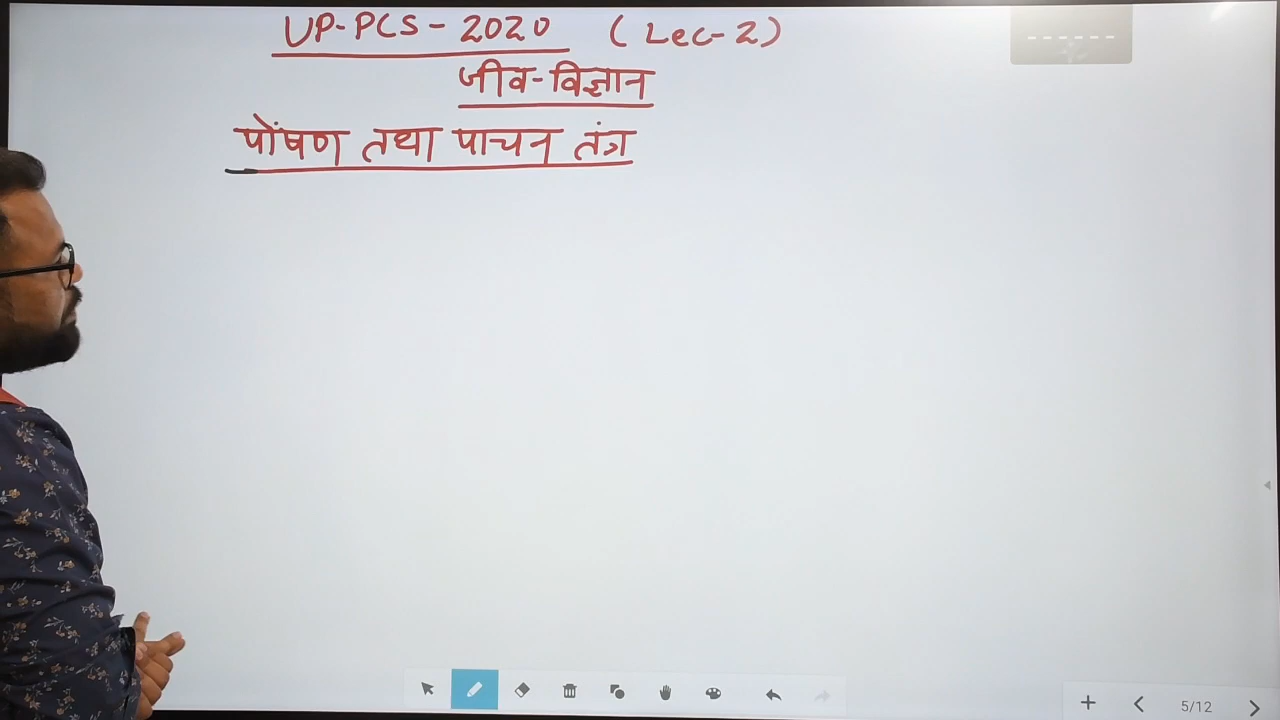 UP-PCS-2020 (Lec-2)
जीव-विज्ञान
पोंषण तथा पाचन तंत्र
5/12